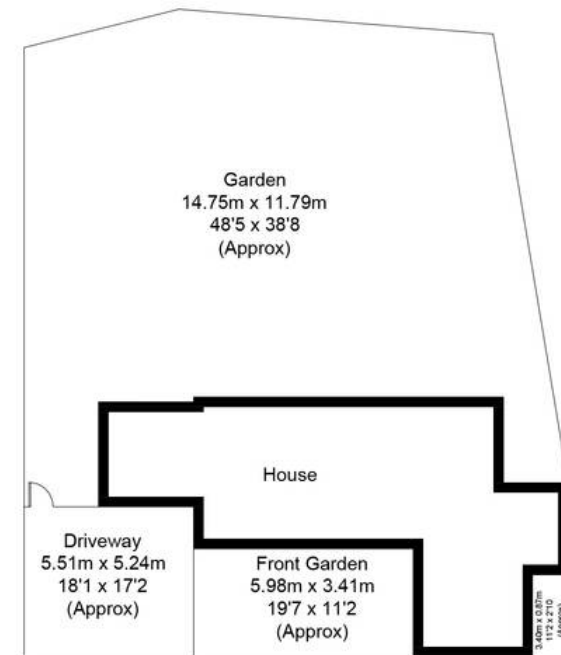 Garden
14.75m x 11.79m
48'5 x 38'8
(Approx)
House
Driveway
5.51m x 5.24m
18'1 x 17'2
(Approx)
Front Garden
5.98m x 3.41m
19'7 x 11'2
(Approx)
3.40m x 0.87m
11'2 x 2'10
(Approx)